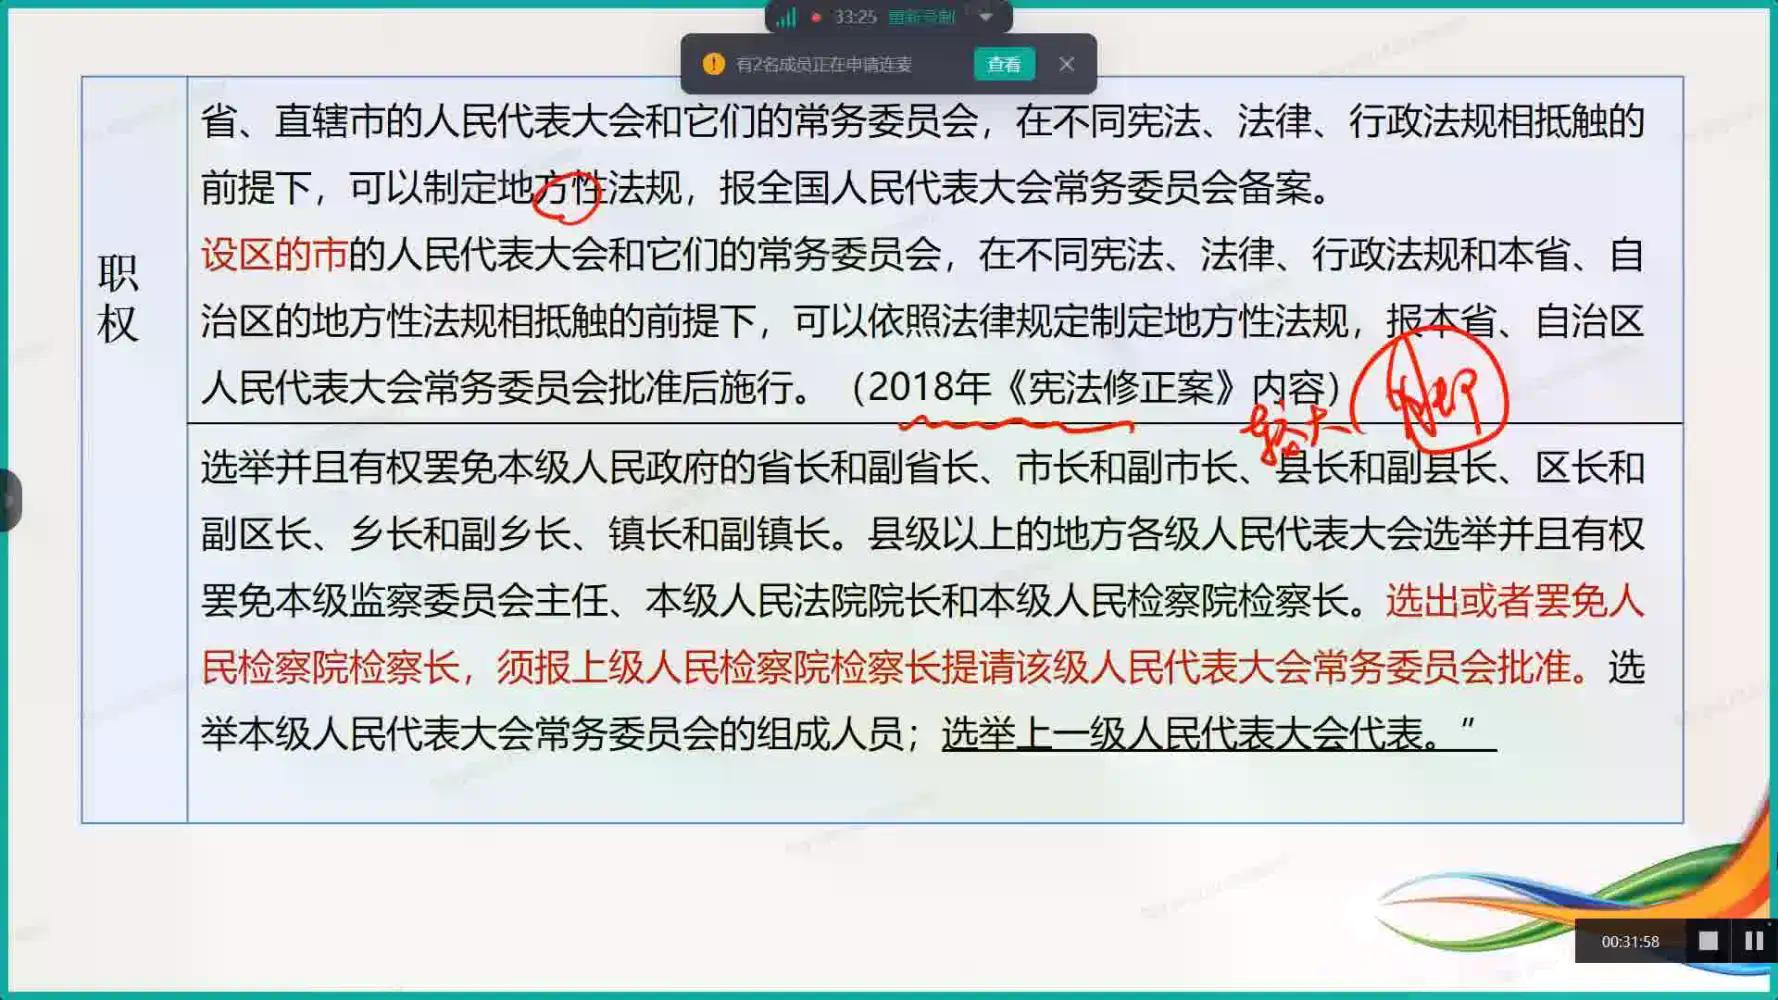 33:25 重新录制
有2名成员正在申请连麦 查看
职权
省、直辖市的人民代表大会和它们的常务委员会，在不同宪法、法律、行政法规相抵触的
前提下，可以制定地方性法规，报全国人民代表大会常务委员会备案。
设区的市的人民代表大会和它们的常务委员会，在不同宪法、法律、行政法规和本省、自
治区的地方性法规相抵触的前提下，可以依照法律规定制定地方性法规，报本省、自治区
人民代表大会常务委员会批准后施行。（2018年《宪法修正案》内容）
较大
选举并且有权罢免本级人民政府的省长和副省长、市长和副市长、县长和副县长、区长和
副区长、乡长和副乡长、镇长和副镇长。县级以上的地方各级人民代表大会选举并且有权
罢免本级监察委员会主任、本级人民法院院长和本级人民检察院检察长。选出或者罢免人
民检察院检察长，须报上级人民检察院检察长提请该级人民代表大会常务委员会批准。选
举本级人民代表大会常务委员会的组成人员；选举上一级人民代表大会代表。”
00:31:58